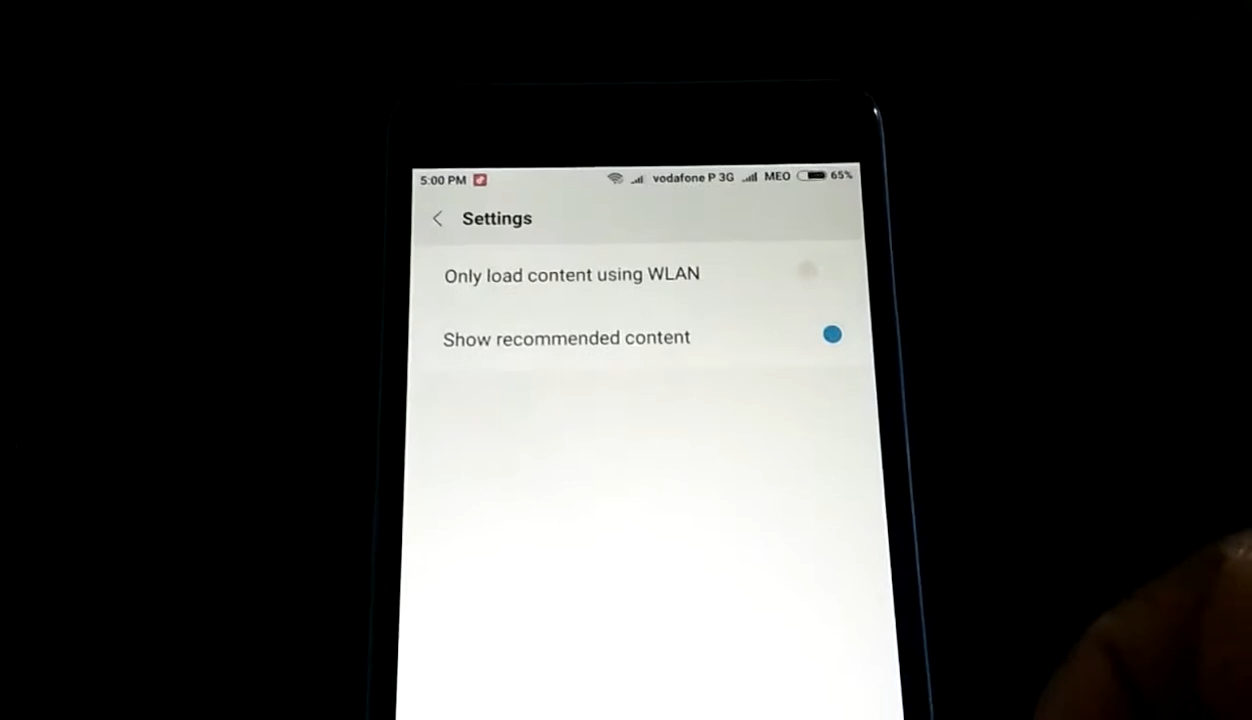 5:00 PM vodafone P 3G MEO 65%
Settings
Only load content using WLAN
Show recommended content